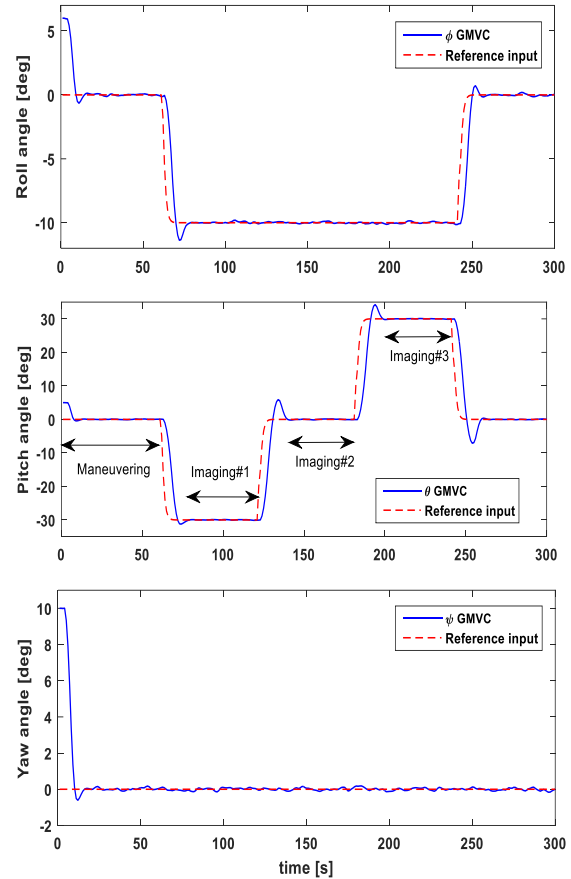 Roll angle [deg]
0
-5
-10
0 50 100 150 200 250 300
ϕ GMVC
Reference input
Pitch angle [deg]
30
20
10
0
-10
-20
-30
0 50 100 150 200 250 300
Maneuvering
Imaging#1
Imaging#2
Imaging#3
θ GMVC
Reference input
Yaw angle [deg]
10
8
6
4
2
0
-2
0 50 100 150 200 250 300
ψ GMVC
Reference input
time [s]